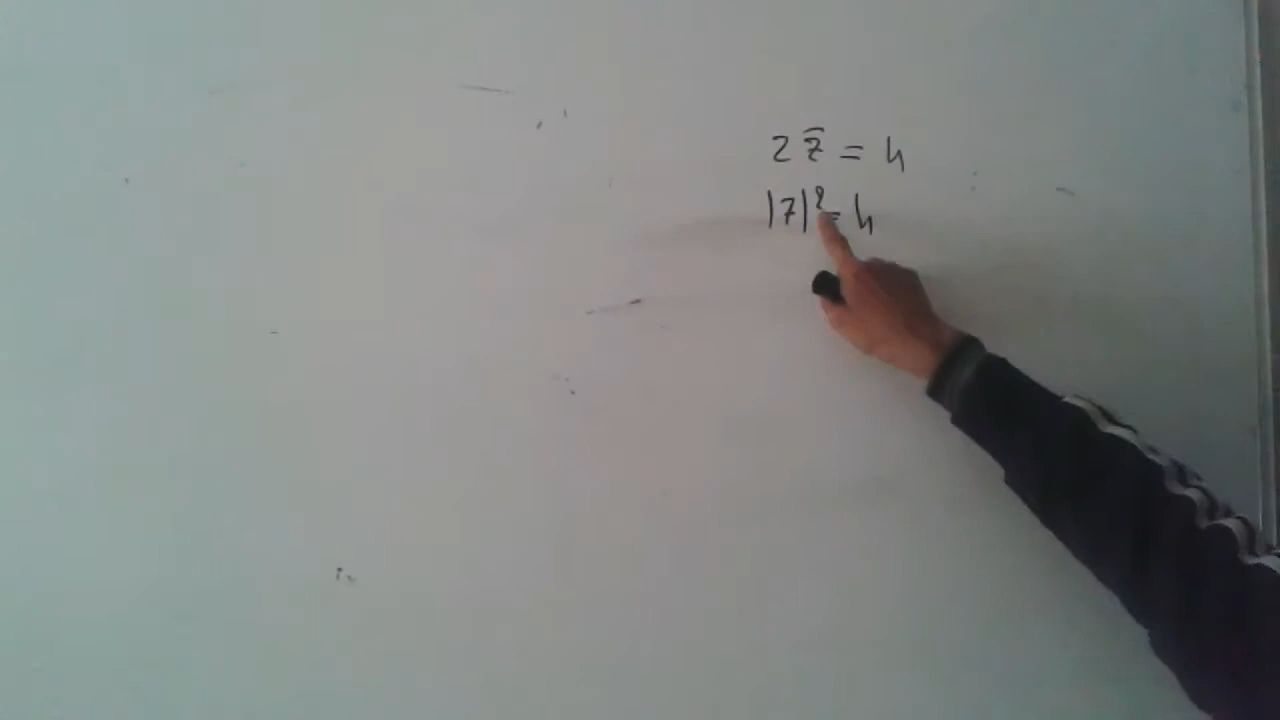 z z̄ = 4
|z|² = 4